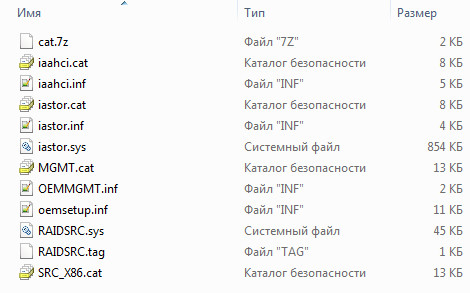 Имя Тип Размер
cat.7z Файл "7Z" 2 КБ
iaahci.cat Каталог безопасности 8 КБ
iaahci.inf Файл "INF" 5 КБ
iastor.cat Каталог безопасности 8 КБ
iastor.inf Файл "INF" 4 КБ
iastor.sys Системный файл 854 КБ
MGMT.cat Каталог безопасности 13 КБ
OEMMGMT.inf Файл "INF" 2 КБ
oemsetup.inf Файл "INF" 11 КБ
RAIDSRC.sys Системный файл 45 КБ
RAIDSRC.tag Файл "TAG" 1 КБ
SRC_X86.cat Каталог безопасности 13 КБ